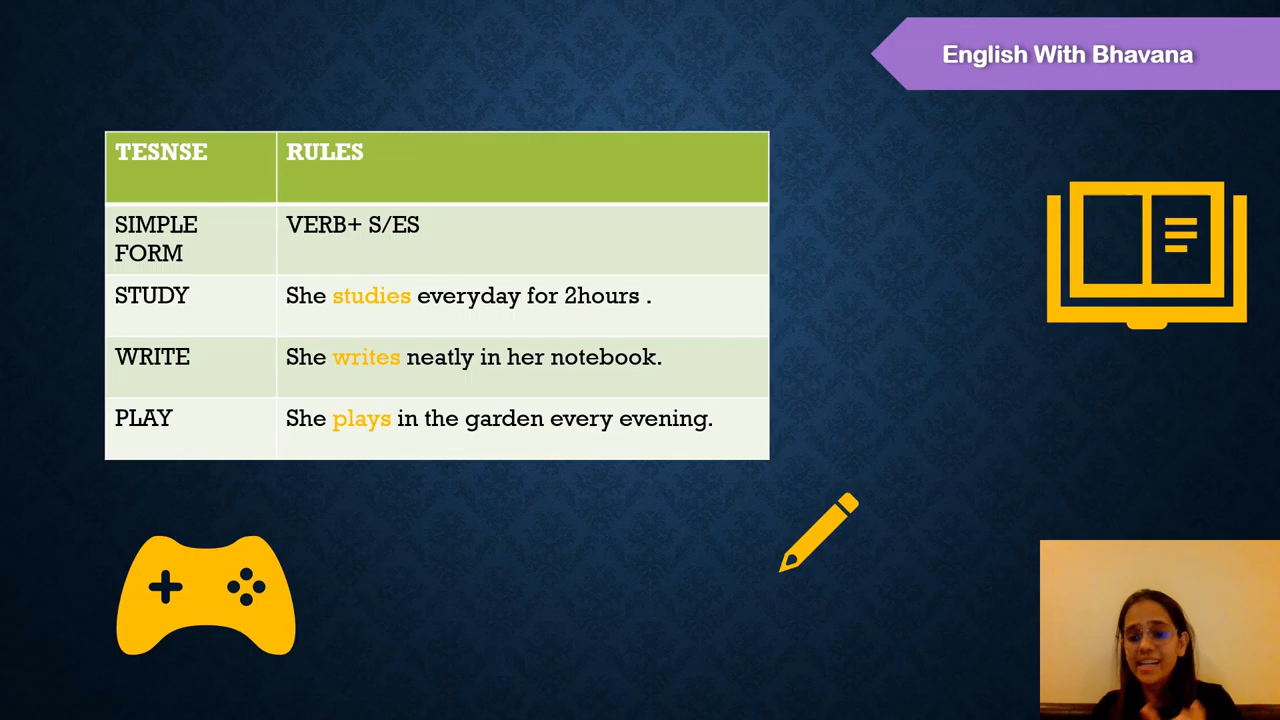 English With Bhavana
TESNSE RULES
SIMPLE VERB+ S/ES
FORM
STUDY She studies everyday for 2hours .
WRITE She writes neatly in her notebook.
PLAY She plays in the garden every evening.